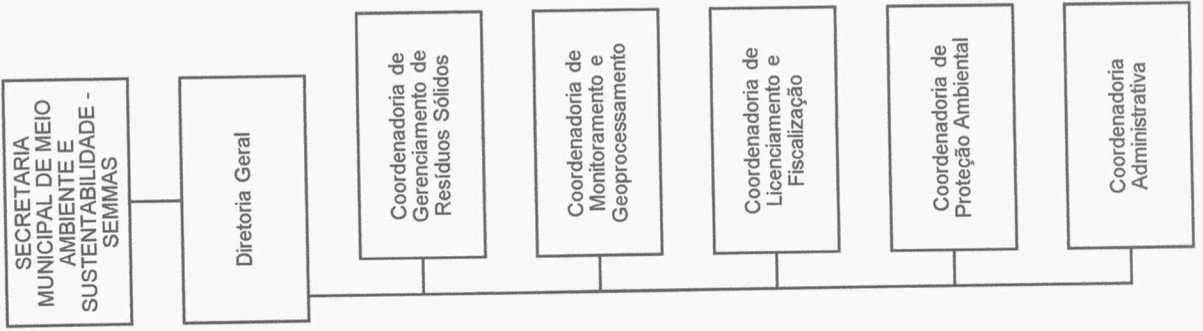 SECRETARIA
MUNICIPAL DE MEIO
AMBIENTE E
SUSTENTABILIDADE -
SEMMAS
Diretoria Geral
Coordenadoria de
Gerenciamento de
Resíduos Sólidos
Coordenadoria de
Monitoramento e
Geoprocessamento
Coordenadoria de
Licenciamento e
Fiscalização
Coordenadoria de
Proteção Ambiental
Coordenadoria
Administrativa